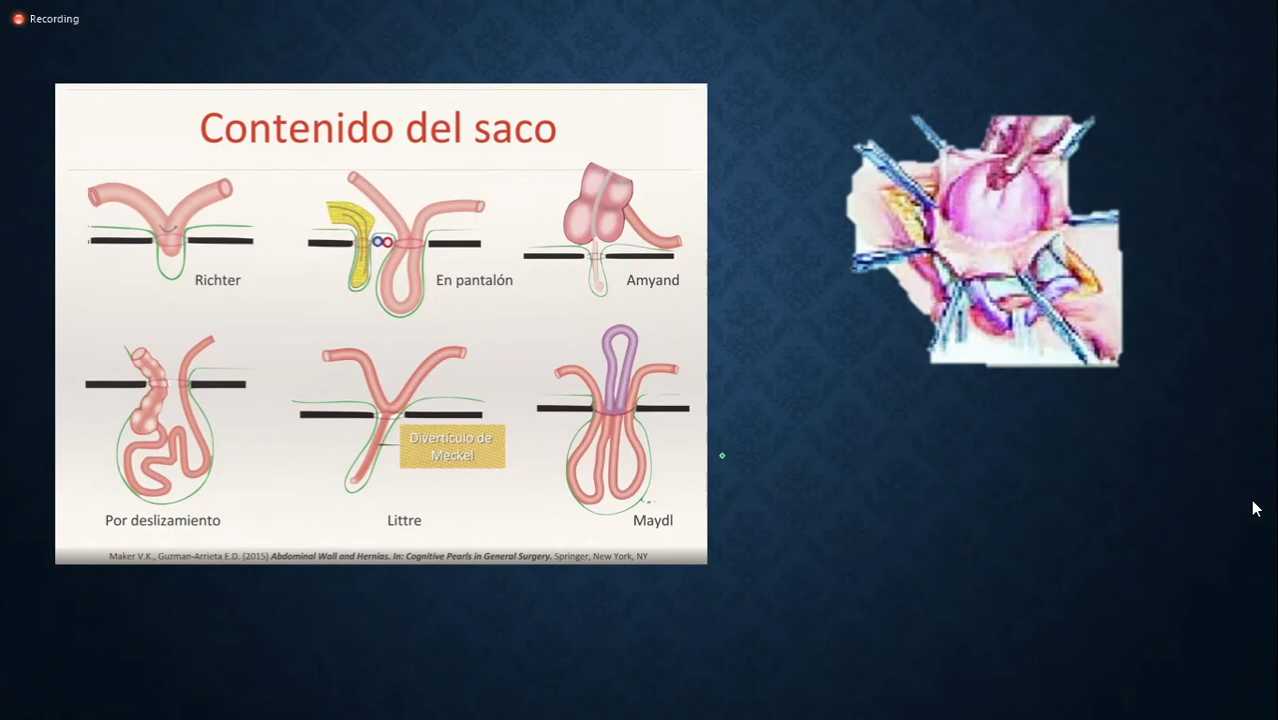 Recording
Contenido del saco
Richter
En pantalón
Amyand
Divertículo de
Meckel
Por deslizamiento
Littre
Maydl
Maker V.K., Guzman-Arrieta E.D. (2015) Abdominal Wall and Hernias. In: Cognitive Pearls in General Surgery. Springer, New York, NY